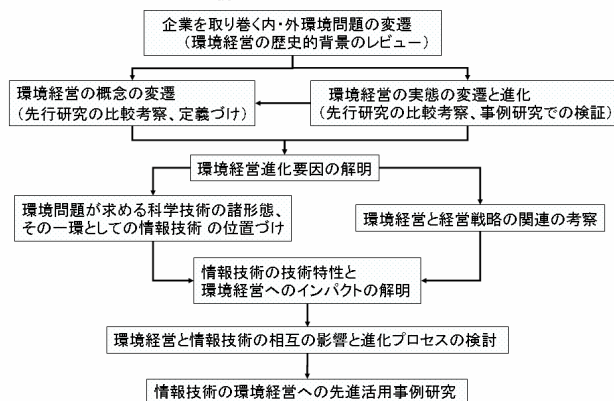 企業を取り巻く内・外環境問題の変遷
（環境経営の歴史的背景のレビュー）
環境経営の概念の変遷
（先行研究の比較考察、定義づけ）
環境経営の実態の変遷と進化
（先行研究の比較考察、事例研究での検証）
環境経営進化要因の解明
環境問題が求める科学技術の諸形態、
その一環としての情報技術 の位置づけ
環境経営と経営戦略の関連の考察
情報技術の技術特性と
環境経営へのインパクトの解明
環境経営と情報技術の相互の影響と進化プロセスの検討
情報技術の環境経営への先進活用事例研究